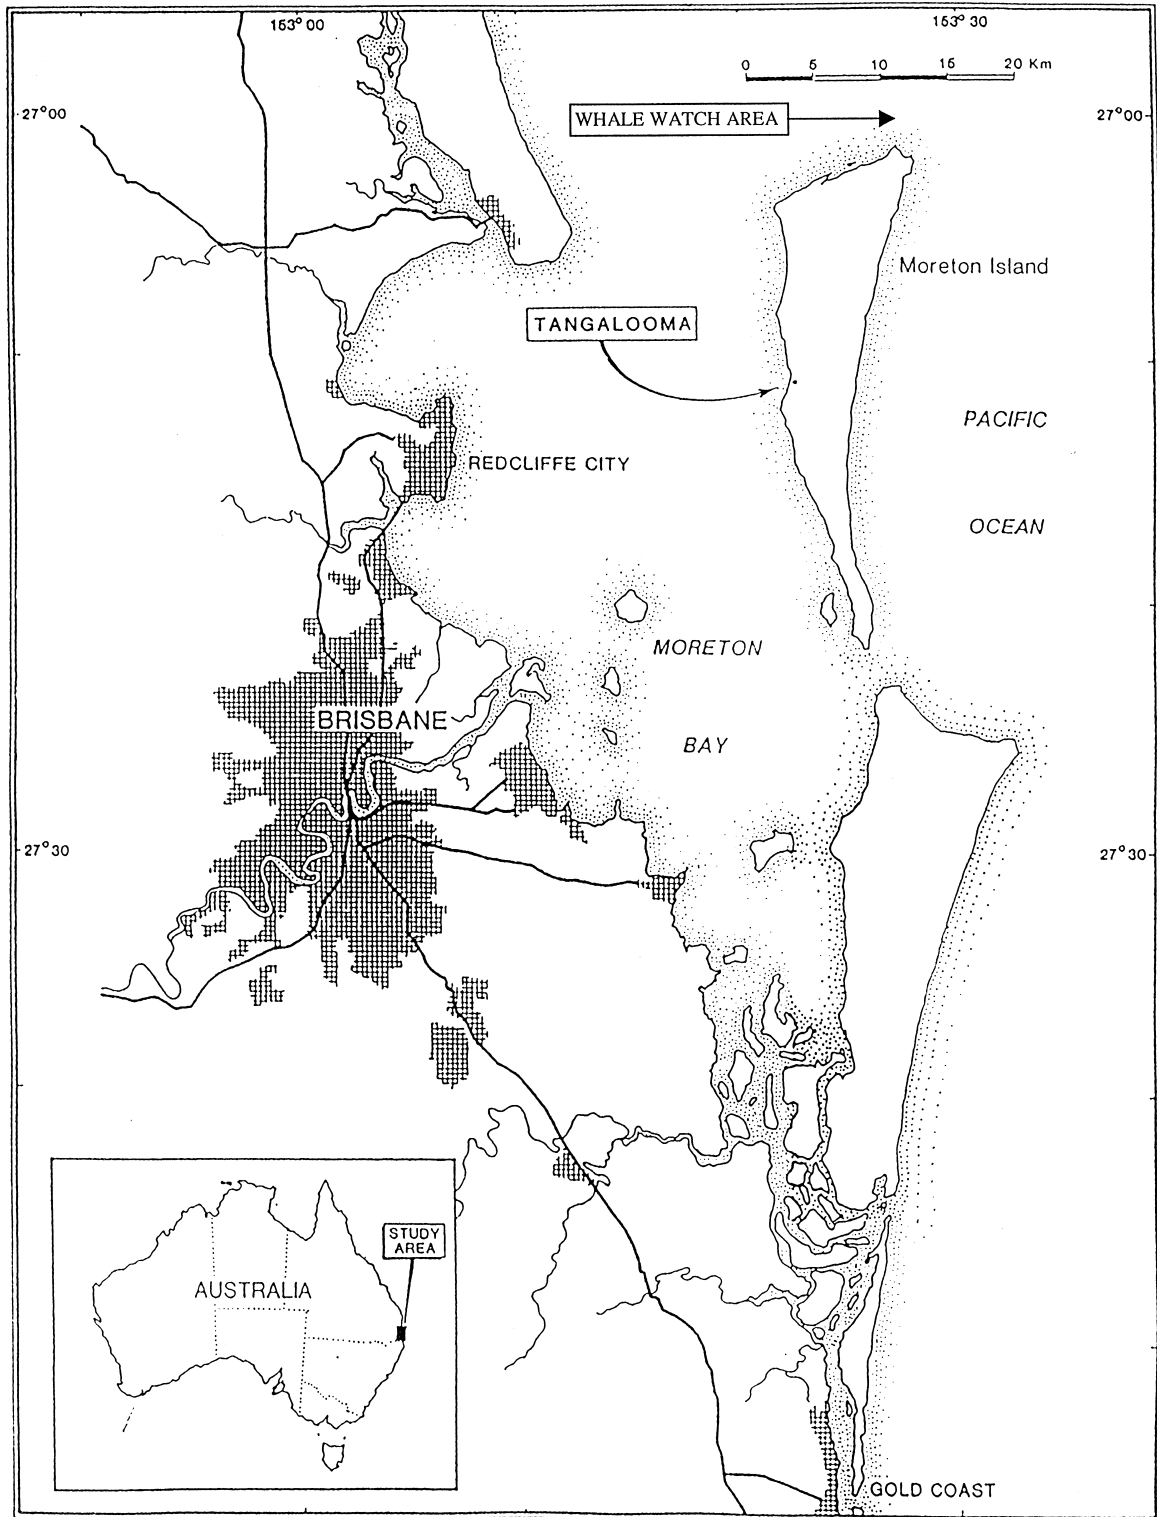 153° 00
153° 30
0 5 10 15 20 Km
27° 00
WHALE WATCH AREA
27° 00
Moreton Island
TANGALOOMA
PACIFIC
REDCLIFFE CITY
OCEAN
MORETON
BRISBANE
BAY
27° 30
27° 30
STUDY
AREA
AUSTRALIA
GOLD COAST